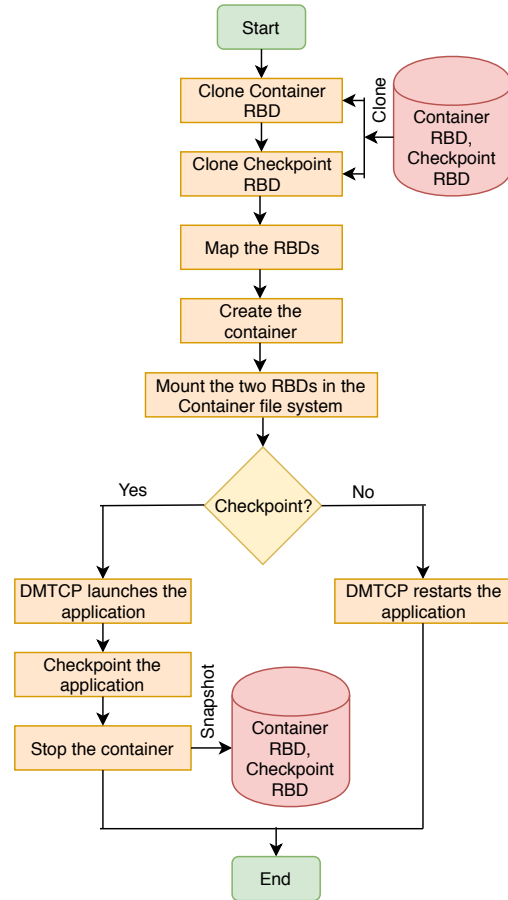 Start
Clone Container
RBD
Clone
Container
RBD,
Checkpoint
RBD
Clone Checkpoint
RBD
Map the RBDs
Create the
container
Mount the two RBDs in the
Container file system
Checkpoint?
Yes
No
DMTCP launches the
application
DMTCP restarts the
application
Checkpoint the
application
Stop the container
Snapshot
Container
RBD,
Checkpoint
RBD
End